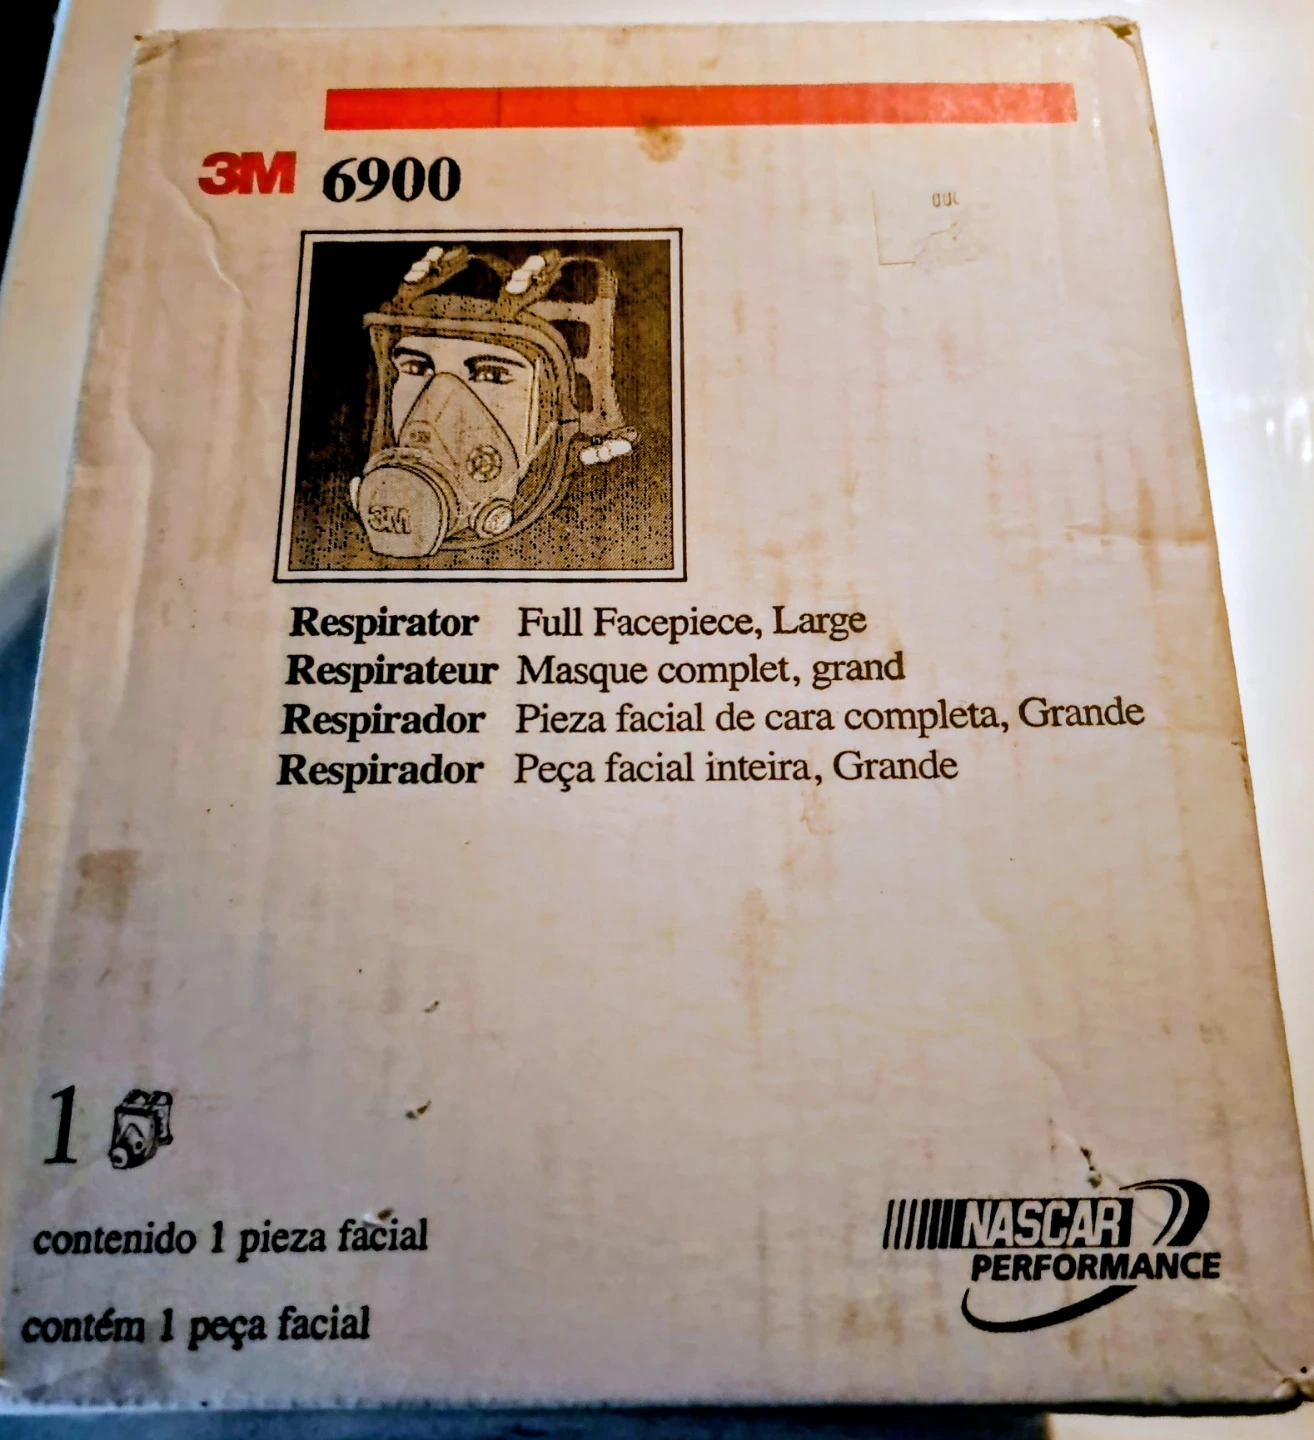 3M 6900
3M
Respirator Full Facepiece, Large
Respirateur Masque complet, grand
Respirador Pieza facial de cara completa, Grande
Respirador Peça facial inteira, Grande
1
contenido 1 pieza facial
contém 1 peça facial
NASCAR
PERFORMANCE